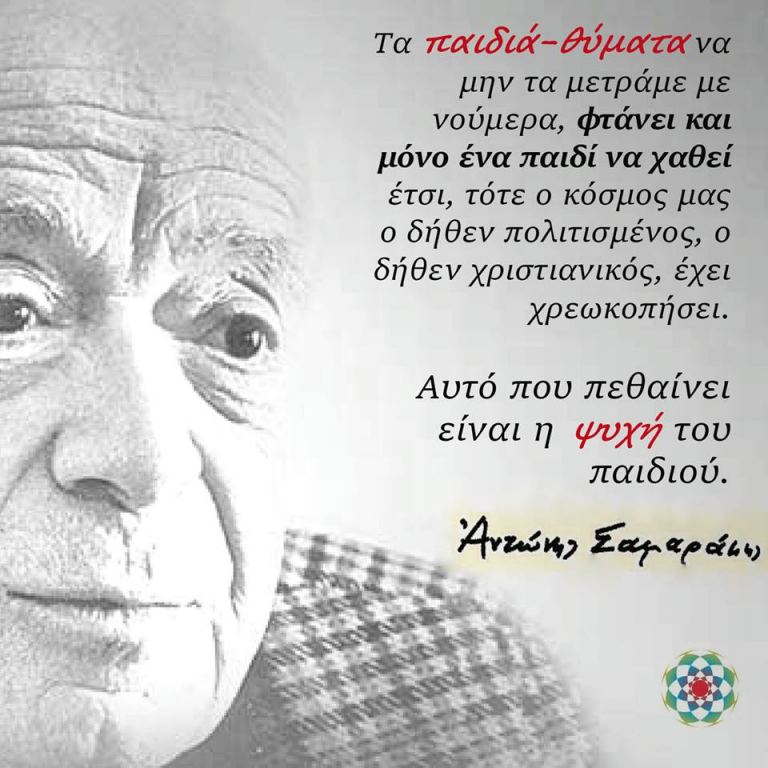 Τα παιδιά-θύματα να
μην τα μετράμε με
νούμερα, φτάνει και
μόνο ένα παιδί να χαθεί
έτσι, τότε ο κόσμος μας
ο δήθεν πολιτισμένος, ο
δήθεν χριστιανικός, έχει
χρεωκοπήσει.
Αυτό που πεθαίνει
είναι η ψυχή του
παιδιού.
Ἀντώνης Σαμαράκης